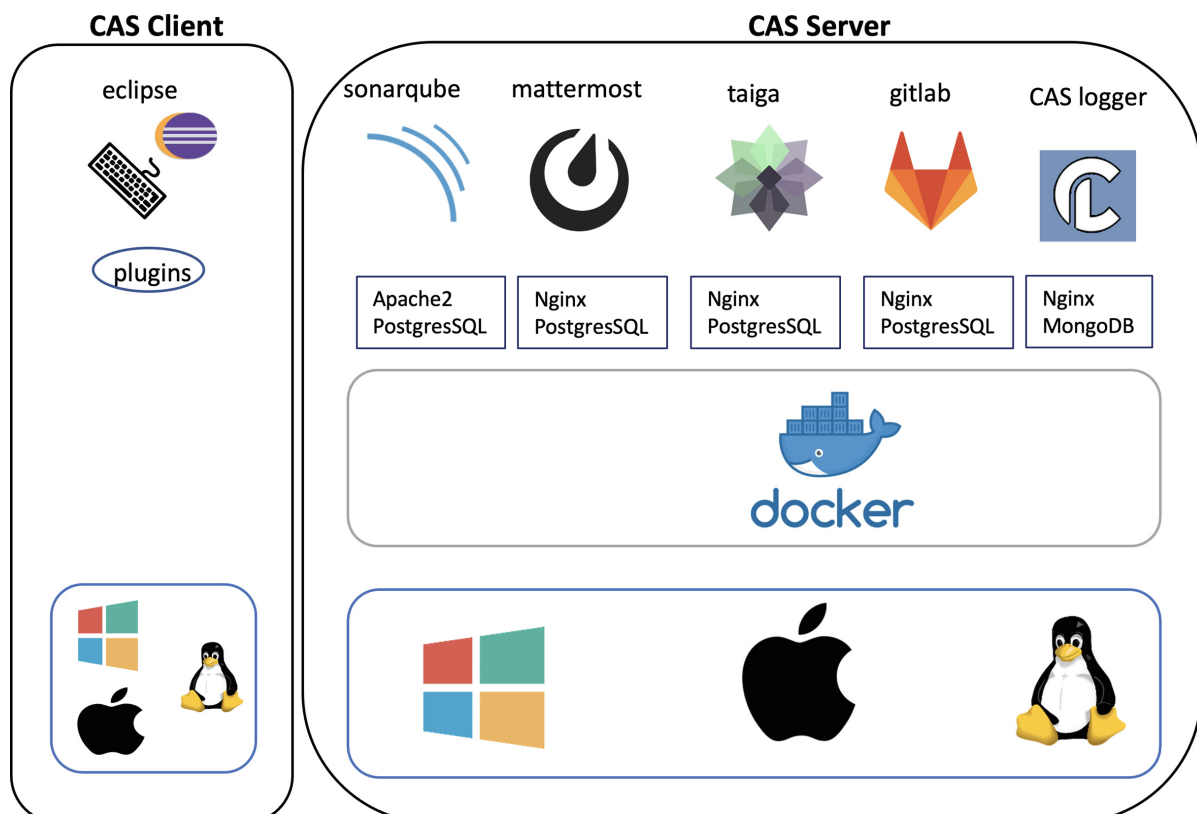 CAS Client
CAS Server
eclipse
plugins
sonarqube
mattermost
taiga
gitlab
CAS logger
Apache2
PostgresSQL
Nginx
PostgresSQL
Nginx
PostgresSQL
Nginx
PostgresSQL
Nginx
MongoDB
docker